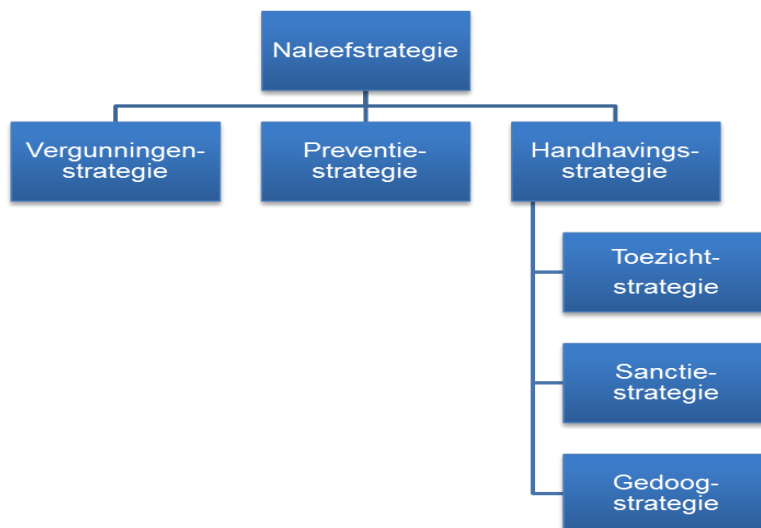 Naleefstrategie
Vergunningen-
strategie
Preventie-
strategie
Handhavings-
strategie
Toezicht-
strategie
Sanctie-
strategie
Gedoog-
strategie